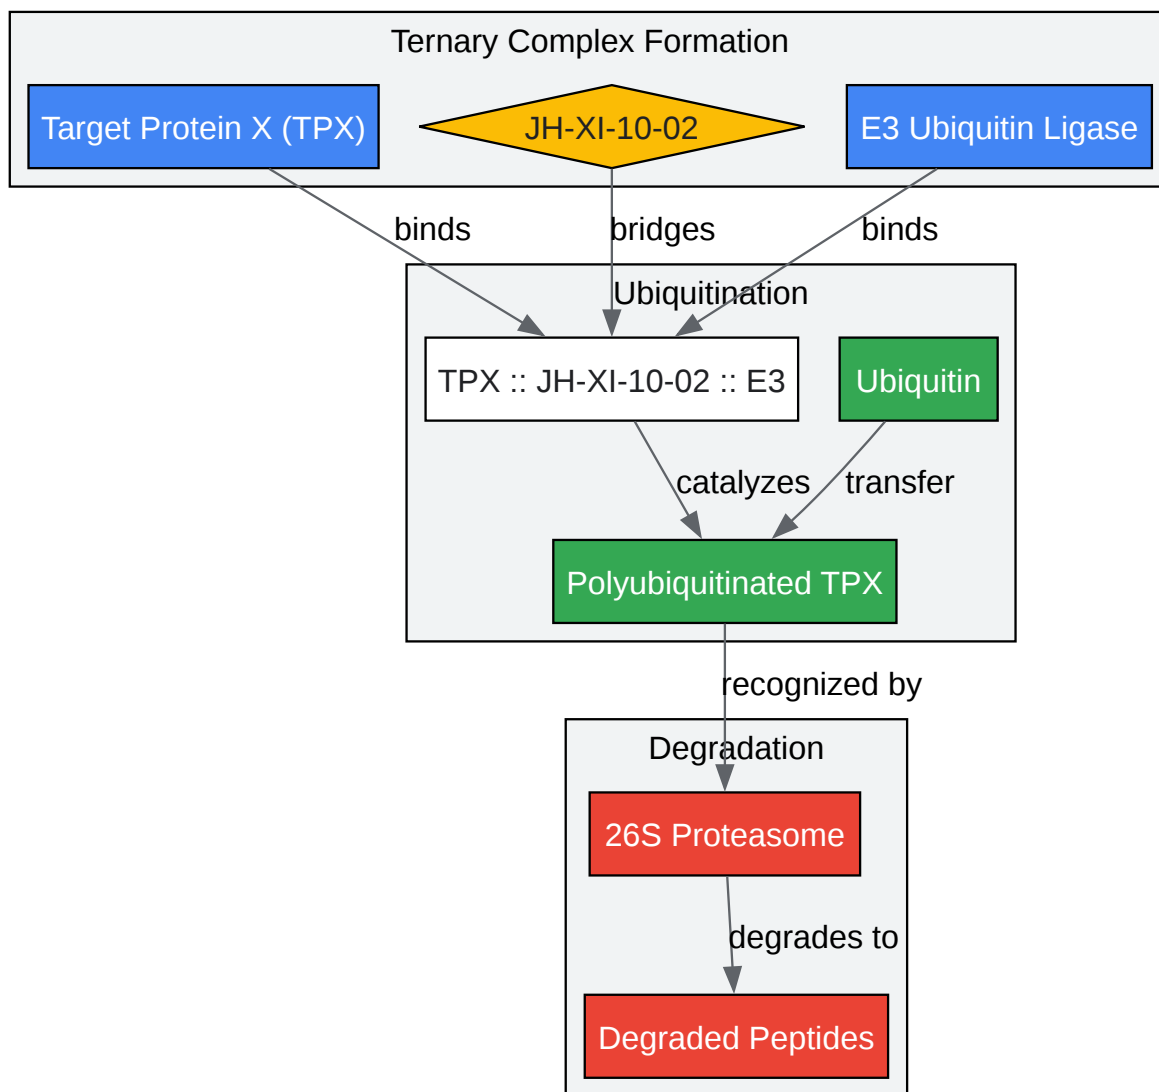 Ternary Complex Formation
Target Protein X (TPX)
JH-XI-10-02
E3 Ubiquitin Ligase
binds
bridges
binds
Ubiquitination
TPX :: JH-XI-10-02 :: E3
Ubiquitin
catalyzes
transfer
Polyubiquitinated TPX
recognized by
Degradation
26S Proteasome
degrades to
Degraded Peptides